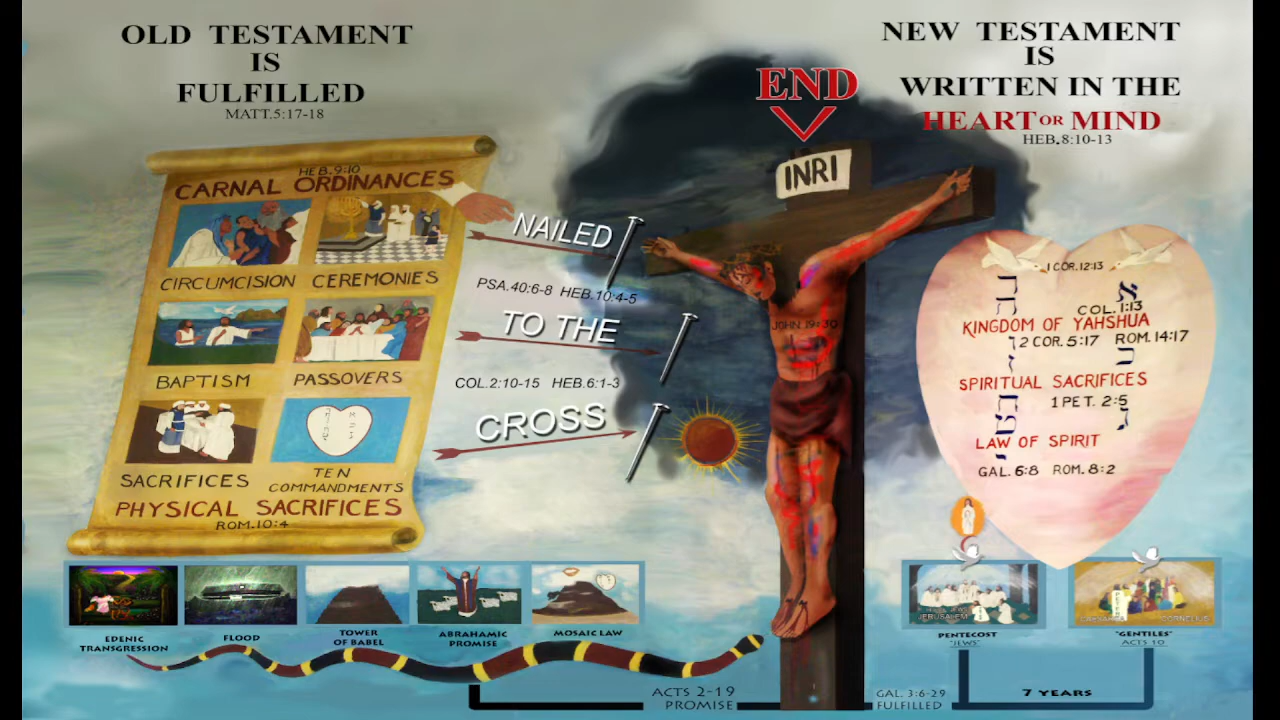 OLD TESTAMENT
IS
FULFILLED
MATT.5:17-18
HEB.9:10
CARNAL ORDINANCES
CIRCUMCISION CEREMONIES
BAPTISM PASSOVERS
SACRIFICES TEN
COMMANDMENTS
PHYSICAL SACRIFICES
ROM.10:4
NAILED
PSA.40:6-8 HEB.10:4-5
TO THE
COL.2:10-15 HEB.6:1-3
CROSS
END
INRI
JOHN 19:30
NEW TESTAMENT
IS
WRITTEN IN THE
HEART OR MIND
HEB.8:10-13
1 COR.12:13
COL.1:13
KINGDOM OF YAHSHUA
2 COR.5:17 ROM.14:17
SPIRITUAL SACRIFICES
1 PET. 2:5
LAW OF SPIRIT
GAL. 6:8 ROM. 8:2
EDENIC
TRANSGRESSION
FLOOD
TOWER
OF BABEL
ABRAHAMIC
PROMISE
MOSAIC LAW
JERUSALEM
CORNELIUS
PENTECOST
"JEWS"
"GENTILES"
ACTS 10
ACTS 2-19
PROMISE
GAL. 3:6-29
FULFILLED
7 YEARS